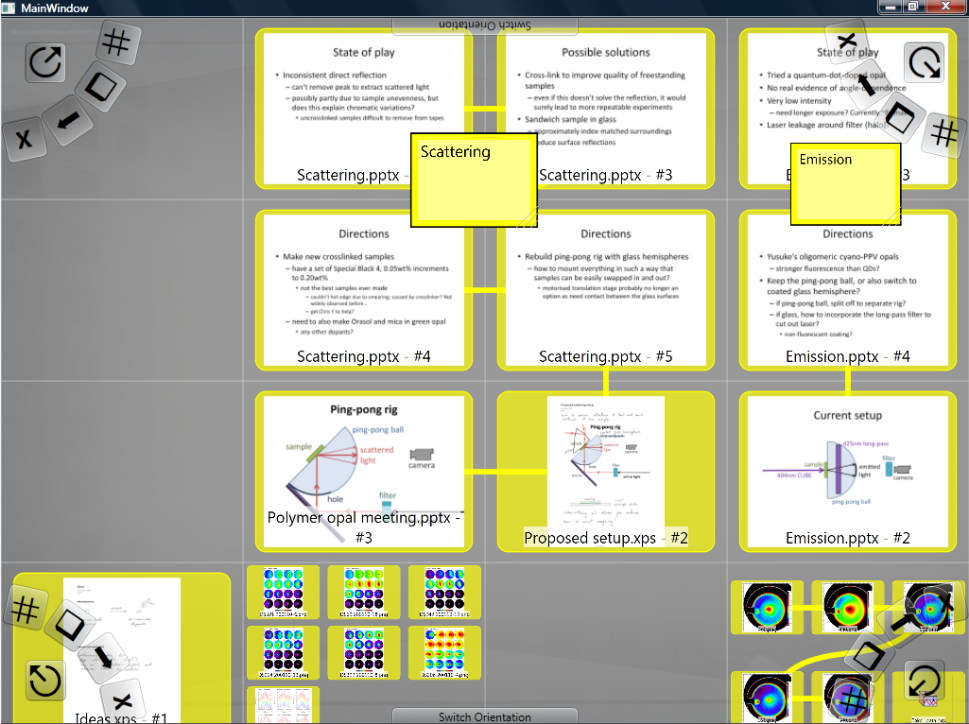 MainWindow
Switch Orientation
State of play
• Inconsistent direct reflection
– can't remove peak to extract scattered light
– possibly partly due to sample unevenness, but
does this explain chromatic variations?
• uncrosslinked samples difficult to remove from tapes
Scattering.pptx -
Possible solutions
• Cross-link to improve quality of freestanding
samples
– even if this doesn't solve the reflection, it would
surely lead to more repeatable experiments
• Sandwich sample in glass
approximately index-matched surroundings
surface reflections
Scattering.pptx - #3
State of play
• Tried a quantum-dot-doped opal
• No real evidence of angle-dependence
• Very low intensity
– need longer exposure? Currently
• Laser leakage around filter (halo)
Scattering
Emission
Directions
• Make new crosslinked samples
– have a set of Special Black 4, 0.05wt% increments
to 0.20wt%
• not the best samples ever made
– couldn't hot edge due to smearing; caused by crosslinker? Not
widely observed before...
– get Chris F to help?
– need to also make Orasol and mica in green opal
• any other dopants?
Scattering.pptx - #4
Directions
• Rebuild ping-pong rig with glass hemispheres
– how to mount everything in such a way that
samples can be easily swapped in and out?
• motorised translation stage probably no longer an
option as need contact between the glass surfaces
Scattering.pptx - #5
Directions
• Yusuke's oligomeric cyano-PPV opals
– stronger fluorescence than QDs?
• Keep the ping-pong ball, or also switch to
coated glass hemisphere?
– if ping-pong ball, split off to separate rig?
– if glass, how to incorporate the long-pass filter to
cut out laser?
• non-fluorescent coating?
Emission.pptx - #4
Ping-pong rig
ping-pong ball
sample
scattered
light
camera
hole
filter
Polymer opal meeting.pptx -
#3
Ping-pong rig
Proposed setup.xps - #2
Current setup
425nm long-pass
sample
404nm CUBE
emitted
light
filter
camera
ping-pong ball
Emission.pptx - #2
Ideas.xps - #1
Switch Orientation